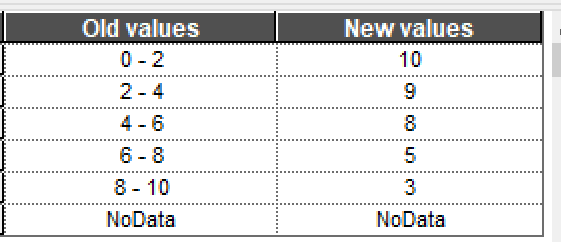 Old values New values
0 - 2 10
2 - 4 9
4 - 6 8
6 - 8 5
8 - 10 3
NoData NoData